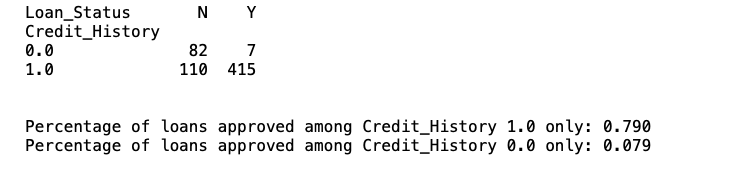 Loan_Status N Y
Credit_History
0.0 82 7
1.0 110 415
Percentage of loans approved among Credit_History 1.0 only: 0.790
Percentage of loans approved among Credit_History 0.0 only: 0.079